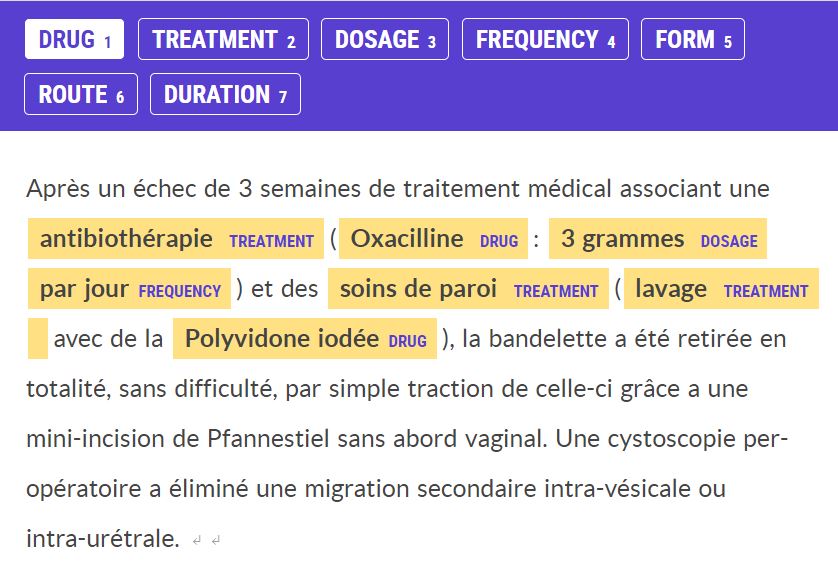 DRUG 1 TREATMENT 2 DOSAGE 3 FREQUENCY 4 FORM 5
ROUTE 6 DURATION 7
Après un échec de 3 semaines de traitement médical associant une
antibiothérapie TREATMENT ( Oxacilline DRUG : 3 grammes DOSAGE
par jour FREQUENCY ) et des soins de paroi TREATMENT ( lavage TREATMENT
avec de la Polyvidone iodée DRUG ), la bandelette a été retirée en
totalité, sans difficulté, par simple traction de celle-ci grâce a une
mini-incision de Pfannestiel sans abord vaginal. Une cystoscopie per-
opératoire a éliminé une migration secondaire intra-vésicale ou
intra-urétrale. ↲ ↲